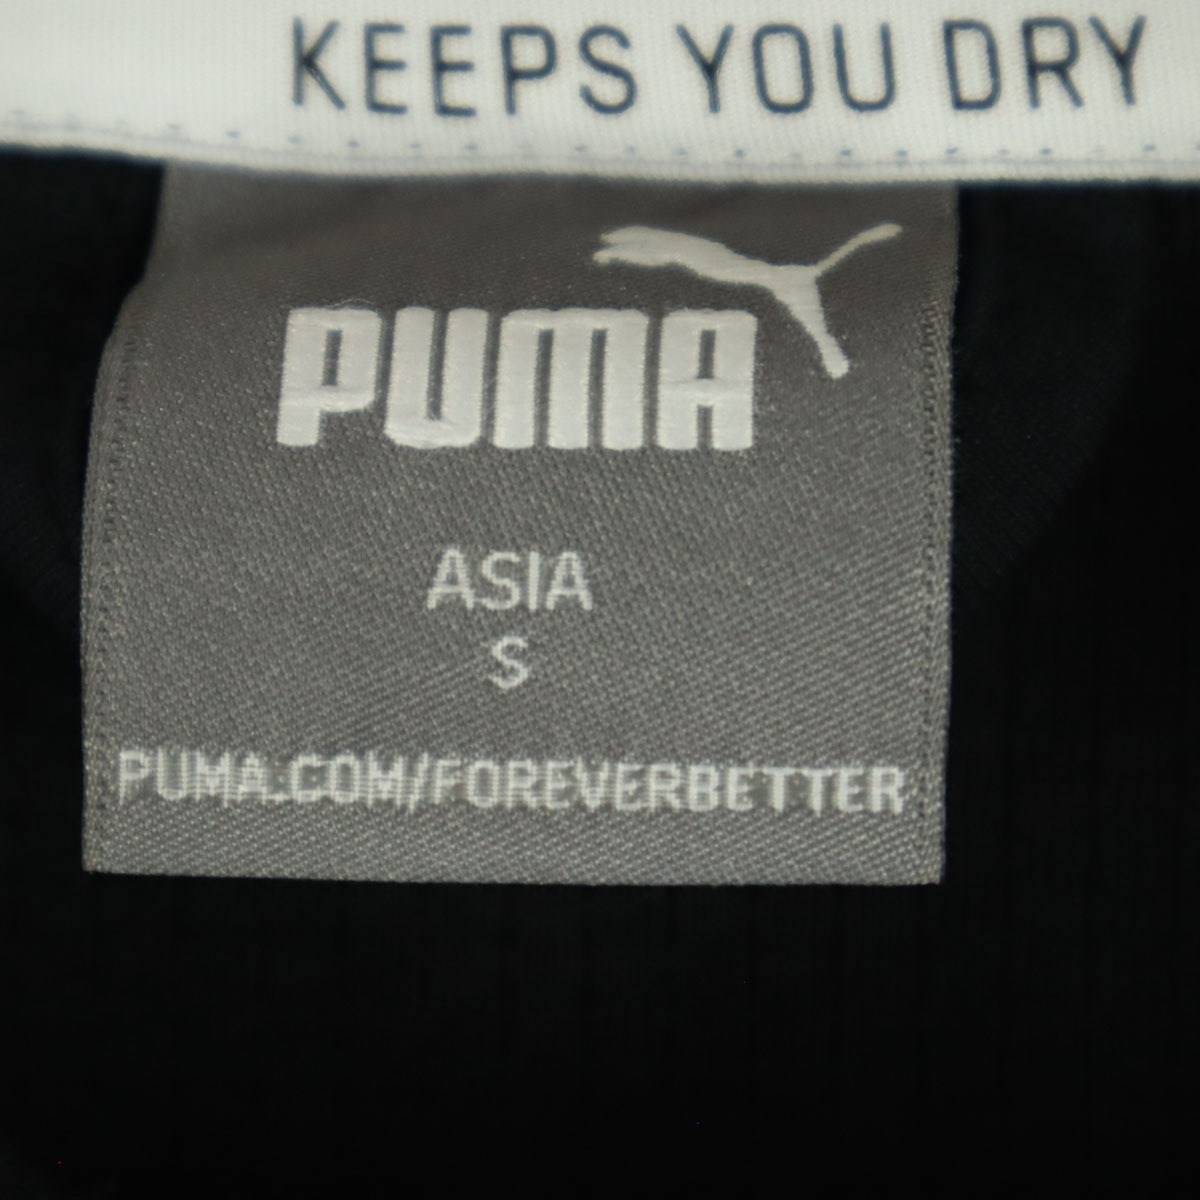 KEEPS YOU DRY
PUMA
ASIA
S
PUMA.COM/FOREVERBETTER